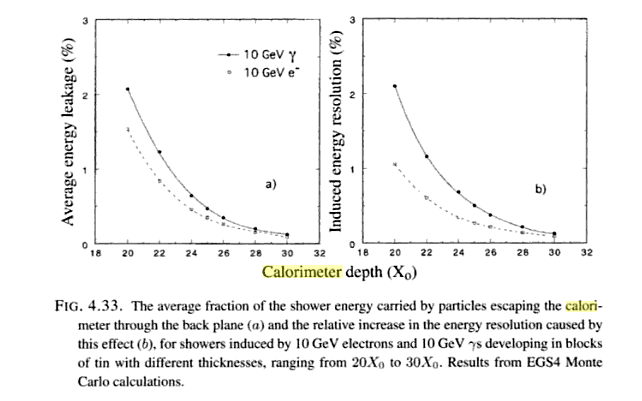 Average energy leakage (%)
3
2
1
0
10 GeV γ
10 GeV e⁻
a)
18 20 22 24 26 28 30 32
Induced energy resolution (%)
3
2
1
0
b)
18 20 22 24 26 28 30 32
Calorimeter depth (X₀)
FIG. 4.33. The average fraction of the shower energy carried by particles escaping the calori-
meter through the back plane (a) and the relative increase in the energy resolution caused by
this effect (b), for showers induced by 10 GeV electrons and 10 GeV γs developing in blocks
of tin with different thicknesses, ranging from 20X₀ to 30X₀. Results from EGS4 Monte
Carlo calculations.